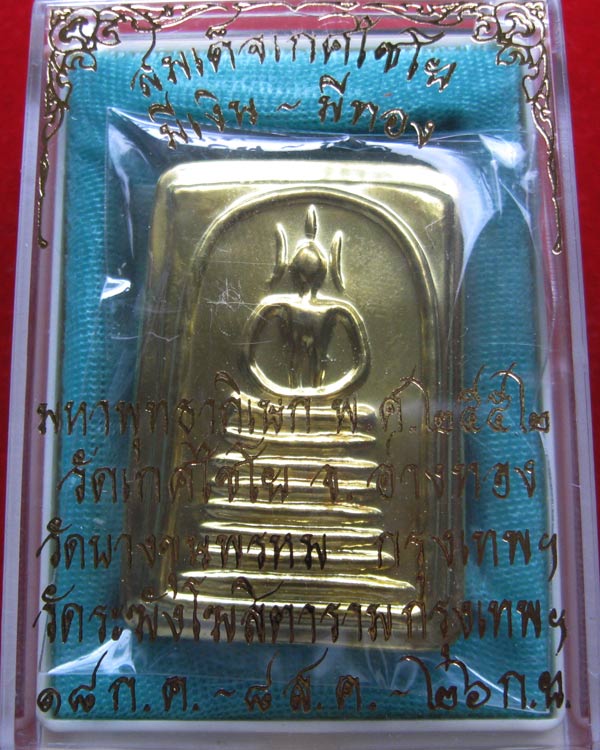 สมเด็จเกศไชโย
มีเงิน ~ มีทอง
มหาพุทธาภิเษก พ.ศ.๒๕๕๒
วัดเกศไชโย จ. อ่างทอง
วัดบางขุนพรหม กรุงเทพฯ
วัดระฆังโฆสิตาราม กรุงเทพฯ
๑๘ ก.ค. ~ ๘ ส.ค. ~ ๒๖ ก.ย.